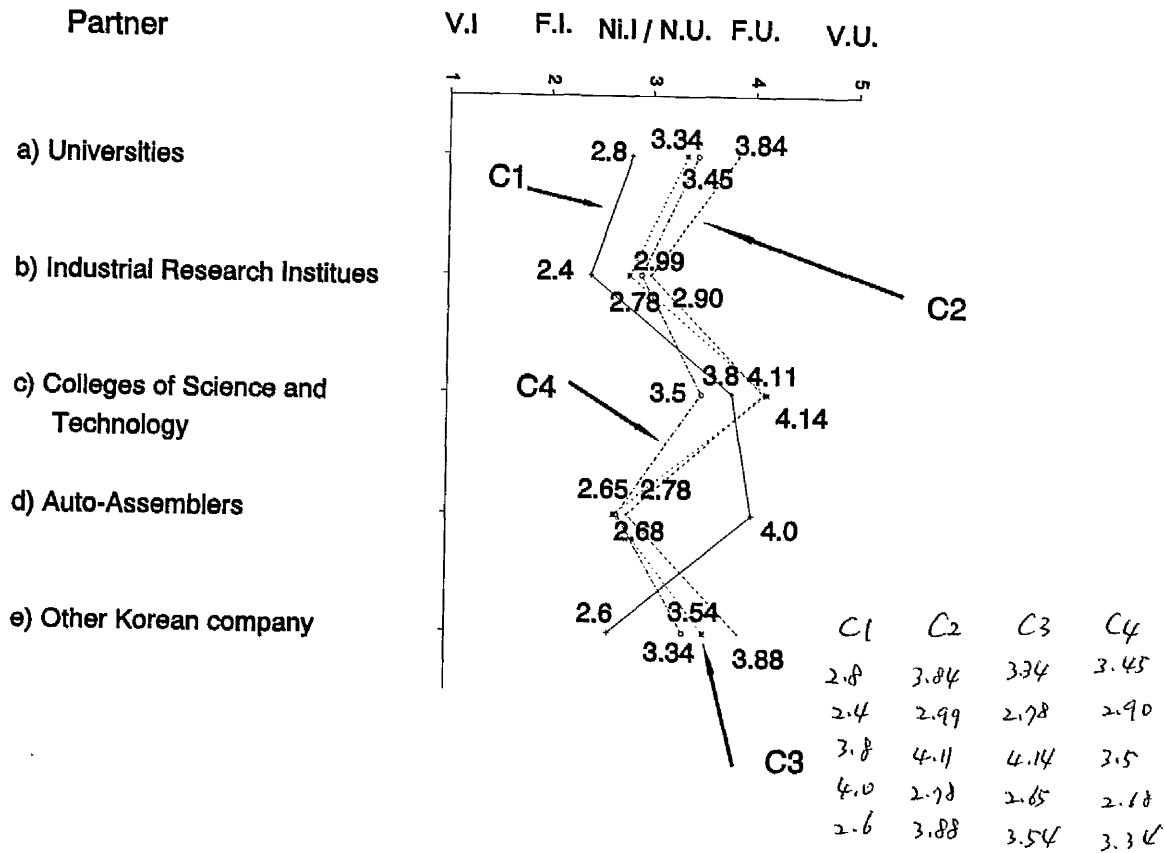 Partner V.I F.I. Ni.I / N.U. F.U. V.U.
1 2 3 4 5
a) Universities 2.8 3.34 3.84
C1 3.45
b) Industrial Research Institues 2.4 2.99
2.78 2.90 C2
c) Colleges of Science and C4 3.5 3.8 4.11
Technology 4.14
d) Auto-Assemblers 2.65 2.78
2.68 4.0
e) Other Korean company 2.6 3.54
3.34 3.88
C3
C1 C2 C3 C4
2.8 3.84 3.34 3.45
2.4 2.99 2.78 2.90
3.8 4.11 4.14 3.5
4.0 2.78 2.65 2.68
2.6 3.88 3.54 3.34